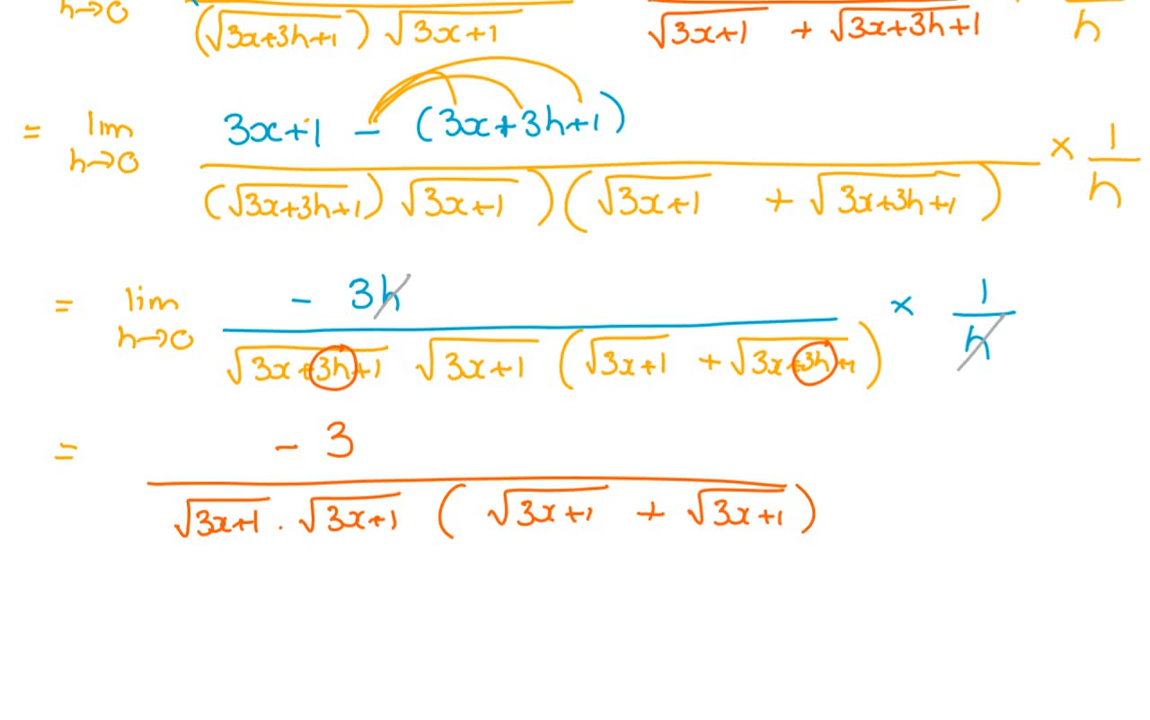 h→0 (√3x+3h+1) √3x+1 √3x+1 + √3x+3h+1 h
= lim h→0 3x+1 - (3x+3h+1) × 1
(√3x+3h+1) √3x+1 ) ( √3x+1 + √3x+3h+1 ) h
= lim h→0 - 3h × 1
√3x+3h+1 √3x+1 ( √3x+1 + √3x+3h+1 ) h
= - 3
√3x+1 . √3x+1 ( √3x+1 + √3x+1 )